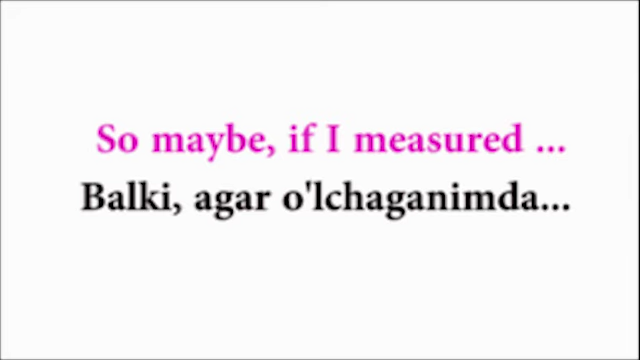 So maybe, if I measured ...
Balki, agar o'lchaganimda...